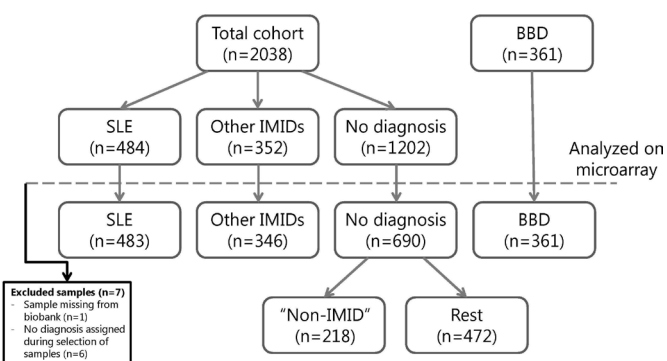 Total cohort
(n=2038)
BBD
(n=361)
SLE
(n=484)
Other IMIDs
(n=352)
No diagnosis
(n=1202)
Analyzed on
microarray
SLE
(n=483)
Other IMIDs
(n=346)
No diagnosis
(n=690)
BBD
(n=361)
Excluded samples (n=7)
- Sample missing from
biobank (n=1)
- No diagnosis assigned
during selection of
samples (n=6)
“Non-IMID”
(n=218)
Rest
(n=472)